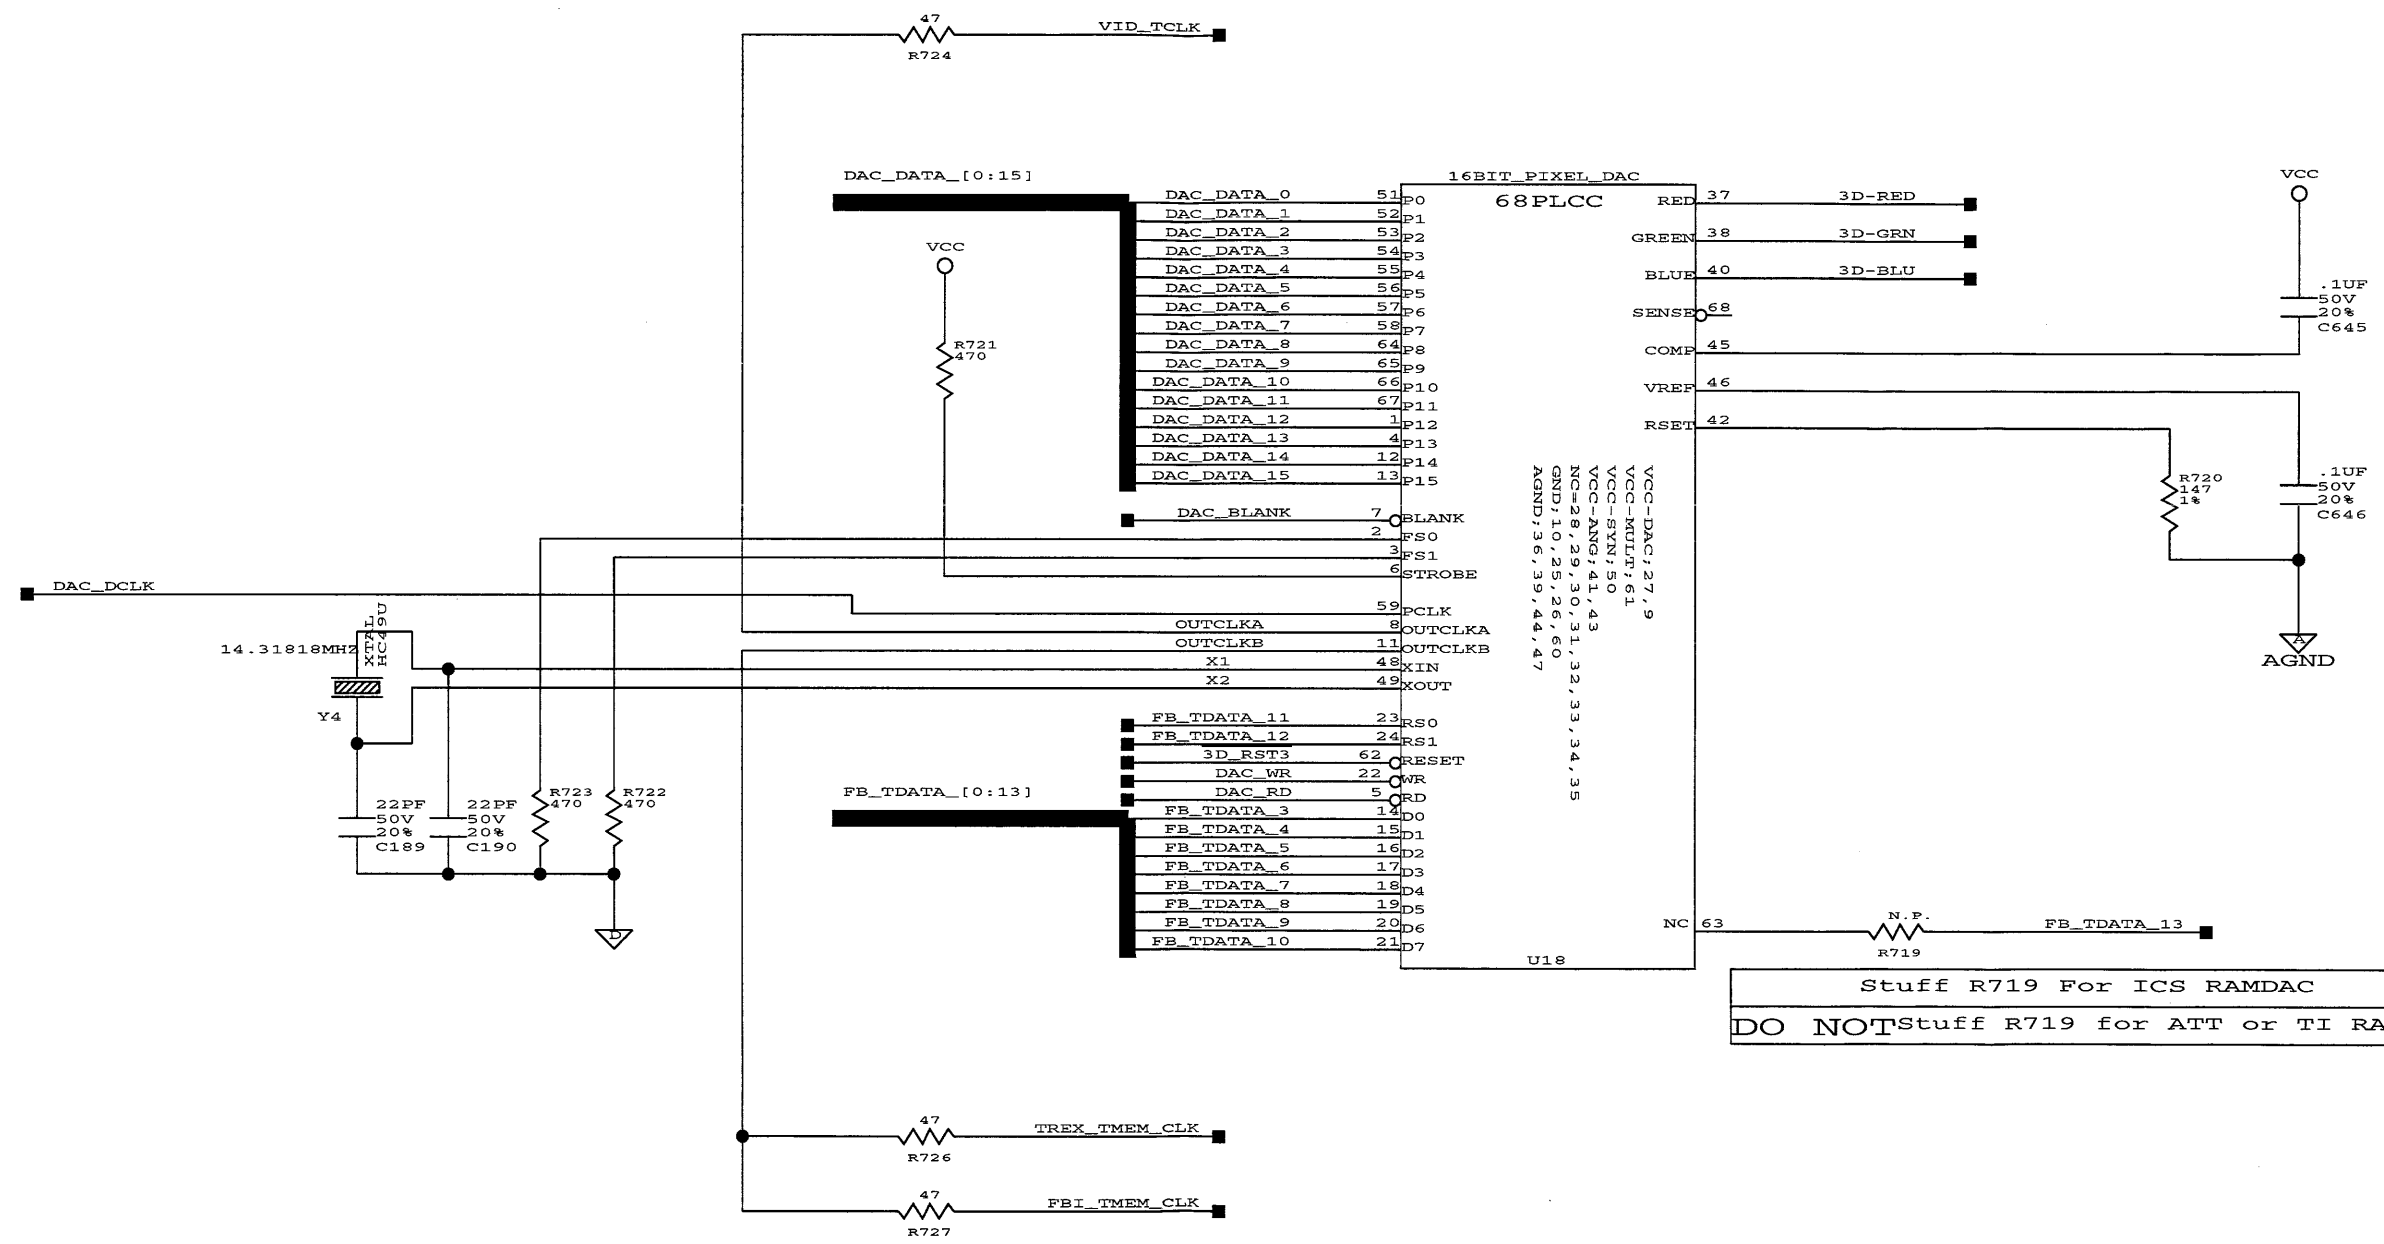 47
VID_TCLK
R724
DAC_DATA_[0:15]
16BIT_PIXEL_DAC
68PLCC
DAC_DATA_0 51 P0
DAC_DATA_1 52 P1
DAC_DATA_2 53 P2
DAC_DATA_3 54 P3
DAC_DATA_4 55 P4
DAC_DATA_5 56 P5
DAC_DATA_6 57 P6
DAC_DATA_7 58 P7
DAC_DATA_8 64 P8
DAC_DATA_9 65 P9
DAC_DATA_10 66 P10
DAC_DATA_11 67 P11
DAC_DATA_12 1 P12
DAC_DATA_13 4 P13
DAC_DATA_14 12 P14
DAC_DATA_15 13 P15
RED 37 3D-RED
GREEN 38 3D-GRN
BLUE 40 3D-BLU
SENSE 68
COMP 45
VREF 46
RSET 42
VCC
.1UF
50V
20%
C645
VCC
R721
470
R720
147
1%
.1UF
50V
20%
C646
A
AGND
DAC_BLANK 7 BLANK
2 FS0
3 FS1
6 STROBE
DAC_DCLK
59 PCLK
OUTCLKA 8 OUTCLKA
OUTCLKB 11 OUTCLKB
X1 48 XIN
X2 49 XOUT
VCC-DAC;27,9
VCC-MULT;61
VCC-SYN;50
VCC-ANG;41,43
NC=28,29,30,31,32,33,34,35
GND;10,25,26,60
AGND;36,39,44,47
14.31818MHZ
XTAL
HC49U
Y4
FB_TDATA_11 23 RS0
FB_TDATA_12 24 RS1
3D_RST3 62 RESET
DAC_WR 22 WR
DAC_RD 5 RD
FB_TDATA_[0:13]
FB_TDATA_3 14 D0
FB_TDATA_4 15 D1
FB_TDATA_5 16 D2
FB_TDATA_6 17 D3
FB_TDATA_7 18 D4
FB_TDATA_8 19 D5
FB_TDATA_9 20 D6
FB_TDATA_10 21 D7
22PF
50V
20%
C189
22PF
50V
20%
C190
R723
470
R722
470
D
NC 63
N.P.
R719
FB_TDATA_13
U18
Stuff R719 For ICS RAMDAC
DO NOT Stuff R719 for ATT or TI RA
47
TREX_TMEM_CLK
R726
47
FBI_TMEM_CLK
R727